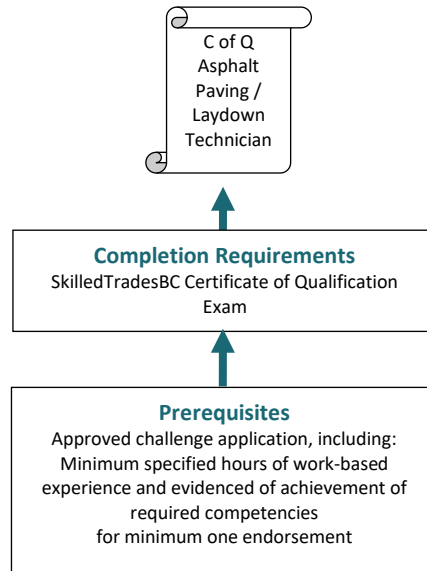 C of Q
Asphalt
Paving /
Laydown
Technician
Completion Requirements
SkilledTradesBC Certificate of Qualification
Exam
Prerequisites
Approved challenge application, including:
Minimum specified hours of work-based
experience and evidenced of achievement of
required competencies
for minimum one endorsement